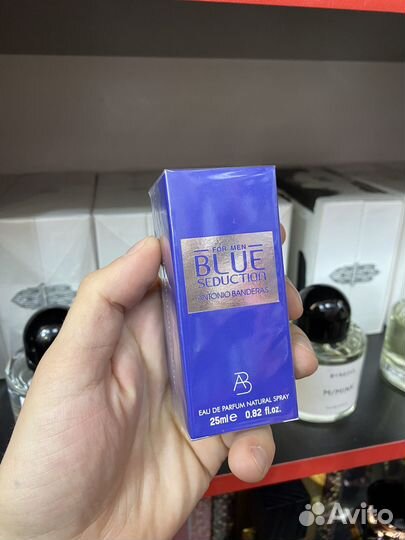 FOR MEN
BLUE
SEDUCTION
ANTONIO BANDERAS
AB
EAU DE PARFUM NATURAL SPRAY
25ml e 0.82 fl.oz.
BYREDO
M/MINK
Avito